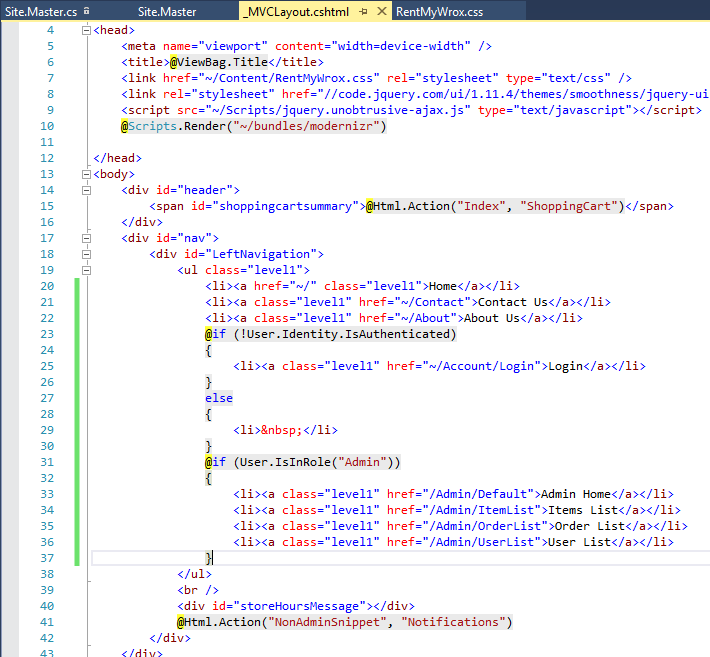 Site.Master.cs Site.Master _MVCLayout.cshtml RentMyWrox.css
4 <head>
5 <meta name="viewport" content="width=device-width" />
6 <title>@ViewBag.Title</title>
7 <link href="~/Content/RentMyWrox.css" rel="stylesheet" type="text/css" />
8 <link rel="stylesheet" href="//code.jquery.com/ui/1.11.4/themes/smoothness/jquery-ui
9 <script src="~/Scripts/jquery.unobtrusive-ajax.js" type="text/javascript"></script>
10 @Scripts.Render("~/bundles/modernizr")
11
12 </head>
13 <body>
14 <div id="header">
15 <span id="shoppingcartsummary">@Html.Action("Index", "ShoppingCart")</span>
16 </div>
17 <div id="nav">
18 <div id="LeftNavigation">
19 <ul class="level1">
20 <li><a href="~/" class="level1">Home</a></li>
21 <li><a class="level1" href="~/Contact">Contact Us</a></li>
22 <li><a class="level1" href="~/About">About Us</a></li>
23 @if (!User.Identity.IsAuthenticated)
24 {
25 <li><a class="level1" href="~/Account/Login">Login</a></li>
26 }
27 else
28 {
29 <li>&nbsp;</li>
30 }
31 @if (User.IsInRole("Admin"))
32 {
33 <li><a class="level1" href="/Admin/Default">Admin Home</a></li>
34 <li><a class="level1" href="/Admin/ItemList">Items List</a></li>
35 <li><a class="level1" href="/Admin/OrderList">Order List</a></li>
36 <li><a class="level1" href="/Admin/UserList">User List</a></li>
37 }
38 </ul>
39 <br />
40 <div id="storeHoursMessage"></div>
41 @Html.Action("NonAdminSnippet", "Notifications")
42 </div>
43 </div>